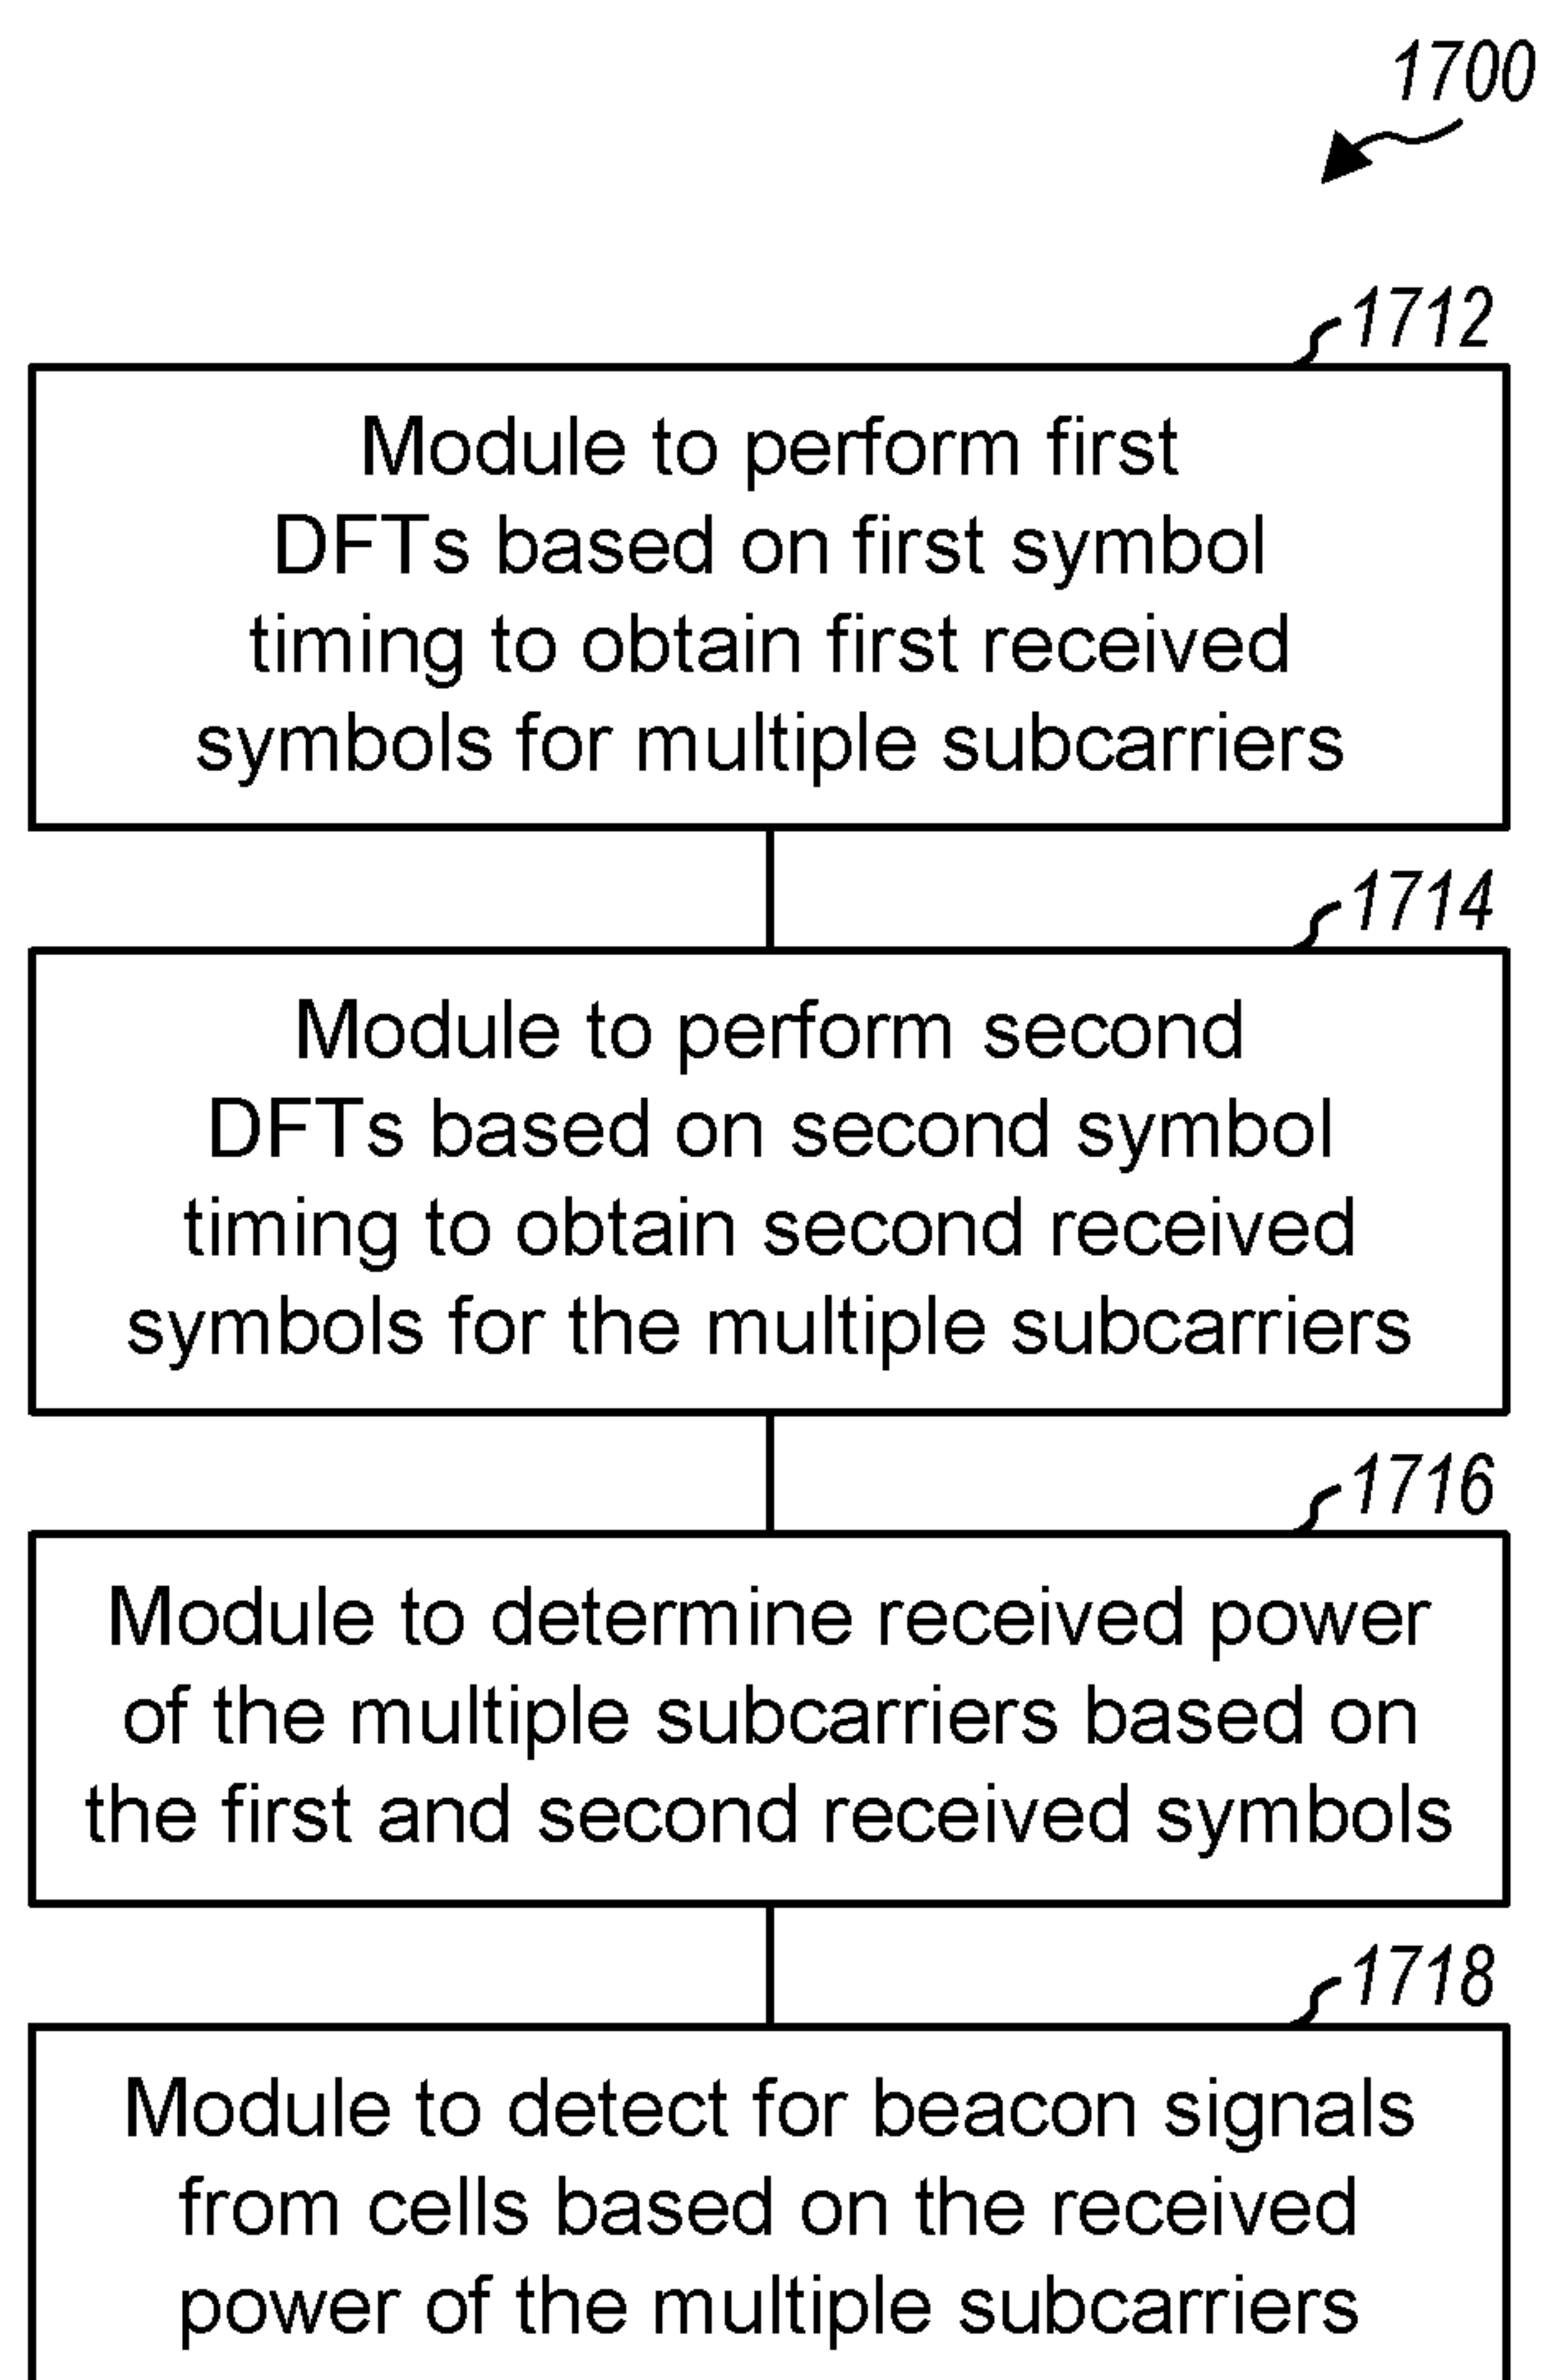 1700
1712
Module to perform first
DFTs based on first symbol
timing to obtain first received
symbols for multiple subcarriers
1714
Module to perform second
DFTs based on second symbol
timing to obtain second received
symbols for the multiple subcarriers
1716
Module to determine received power
of the multiple subcarriers based on
the first and second received symbols
1718
Module to detect for beacon signals
from cells based on the received
power of the multiple subcarriers